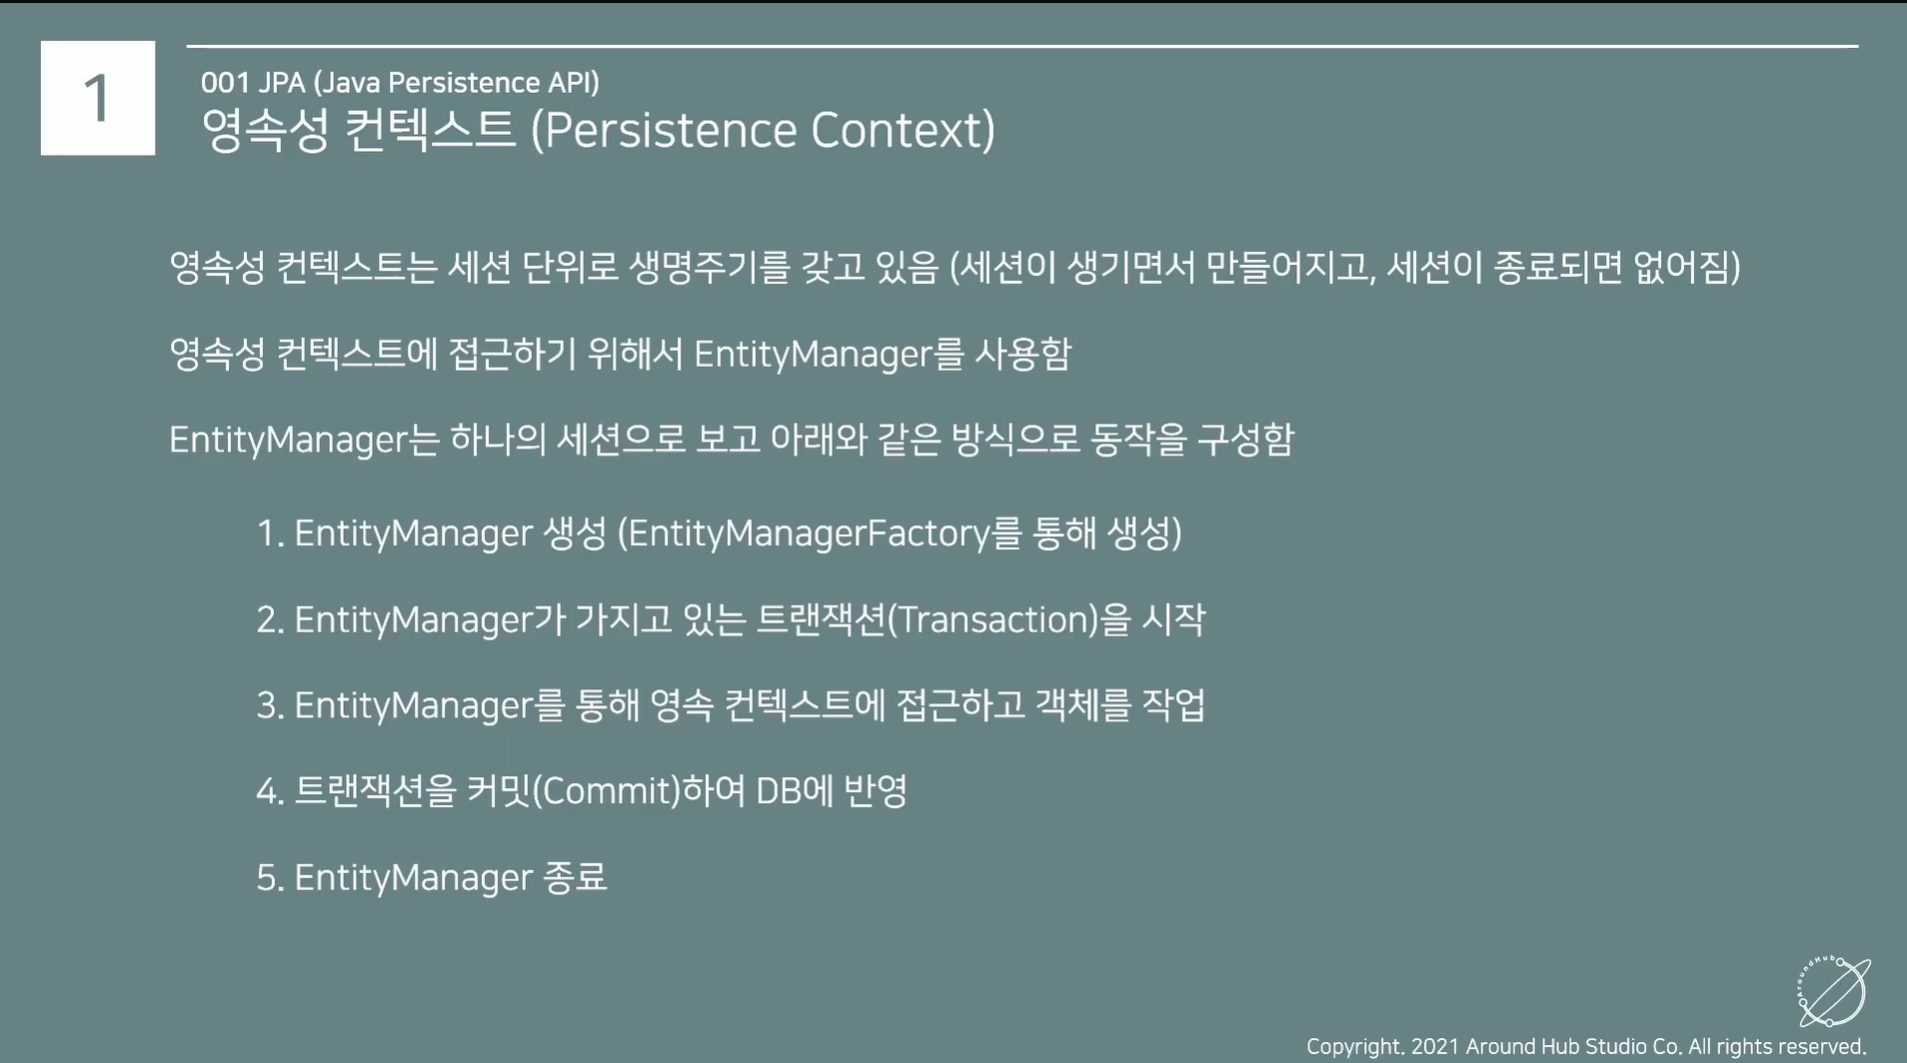 1
001 JPA (Java Persistence API)
영속성 컨텍스트 (Persistence Context)
영속성 컨텍스트는 세션 단위로 생명주기를 갖고 있음 (세션이 생기면서 만들어지고, 세션이 종료되면 없어짐)
영속성 컨텍스트에 접근하기 위해서 EntityManager를 사용함
EntityManager는 하나의 세션으로 보고 아래와 같은 방식으로 동작을 구성함
1. EntityManager 생성 (EntityManagerFactory를 통해 생성)
2. EntityManager가 가지고 있는 트랜잭션(Transaction)을 시작
3. EntityManager를 통해 영속 컨텍스트에 접근하고 객체를 작업
4. 트랜잭션을 커밋(Commit)하여 DB에 반영
5. EntityManager 종료
AroundHub
Copyright. 2021 Around Hub Studio Co. All rights reserved.